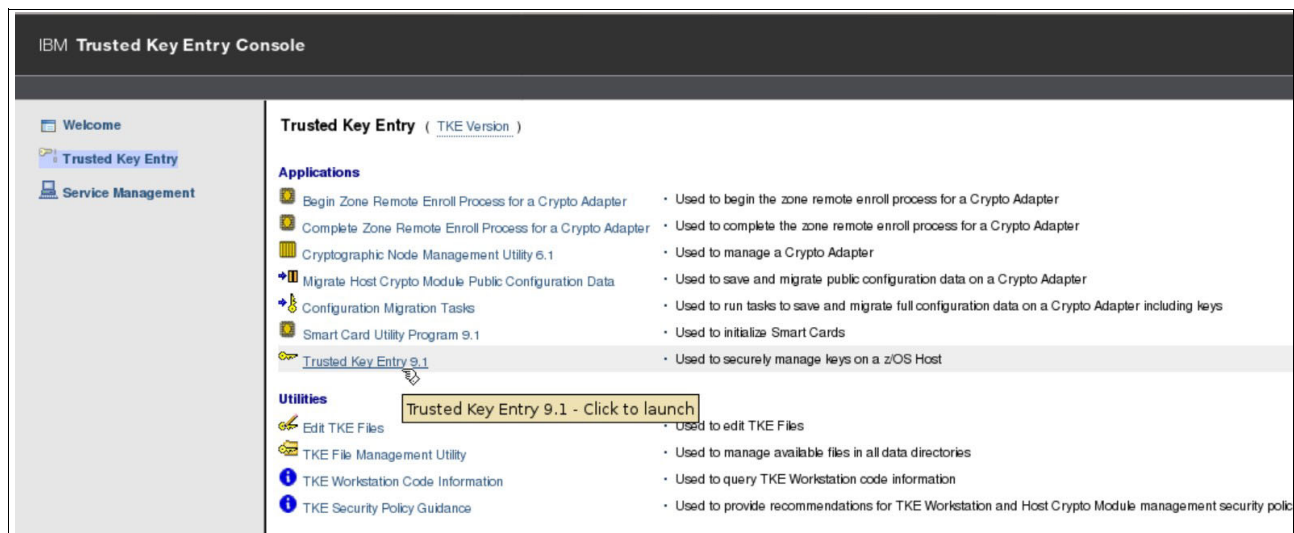 IBM Trusted Key Entry Console
Welcome
Trusted Key Entry
Service Management
Trusted Key Entry ( TKE Version )
Applications
Begin Zone Remote Enroll Process for a Crypto Adapter • Used to begin the zone remote enroll process for a Crypto Adapter
Complete Zone Remote Enroll Process for a Crypto Adapter • Used to complete the zone remote enroll process for a Crypto Adapter
Cryptographic Node Management Utility 6.1 • Used to manage a Crypto Adapter
Migrate Host Crypto Module Public Configuration Data • Used to save and migrate public configuration data on a Crypto Adapter
Configuration Migration Tasks • Used to run tasks to save and migrate full configuration data on a Crypto Adapter including keys
Smart Card Utility Program 9.1 • Used to initialize Smart Cards
Trusted Key Entry 9.1 • Used to securely manage keys on a z/OS Host
Utilities
Trusted Key Entry 9.1 - Click to launch
Edit TKE Files • Used to edit TKE Files
TKE File Management Utility • Used to manage available files in all data directories
TKE Workstation Code Information • Used to query TKE Workstation code information
TKE Security Policy Guidance • Used to provide recommendations for TKE Workstation and Host Crypto Module management security polic